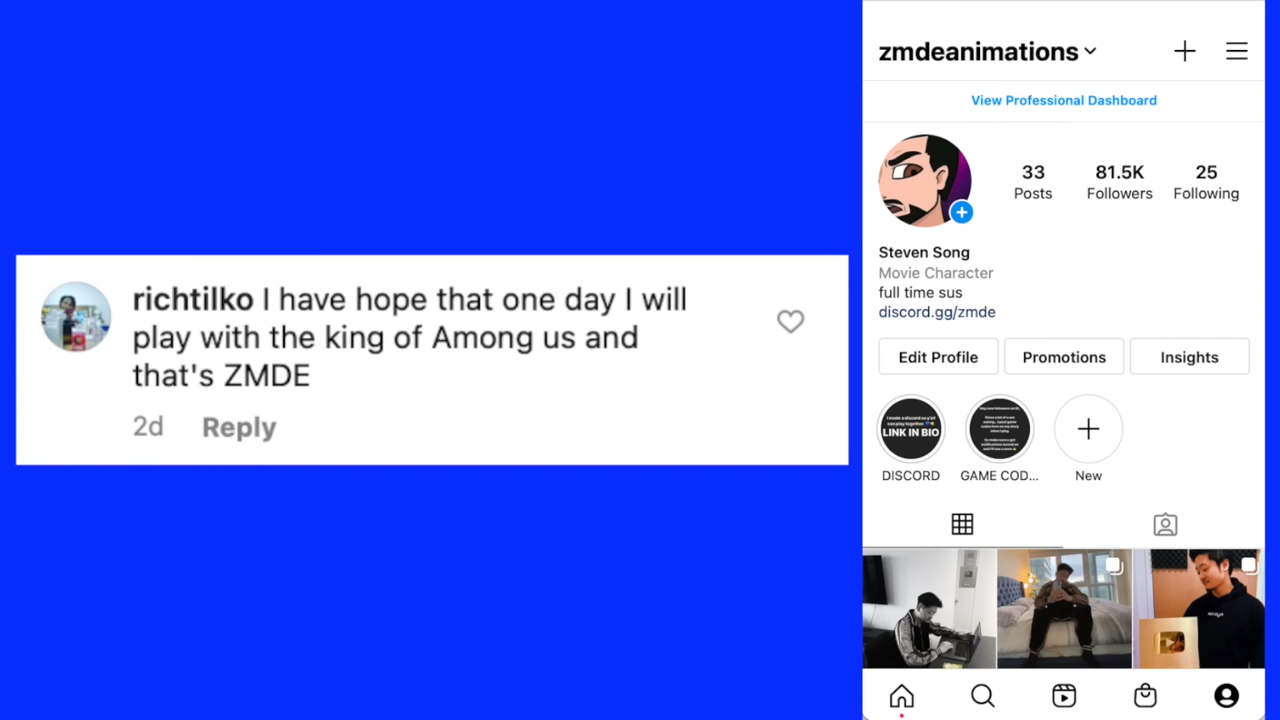 richtilko I have hope that one day I will
play with the king of Among us and
that's ZMDE
2d Reply
zmdeanimations
View Professional Dashboard
33 81.5K 25
Posts Followers Following
Steven Song
Movie Character
full time sus
discord.gg/zmde
Edit Profile Promotions Insights
LINK IN BIO
DISCORD GAME COD... New